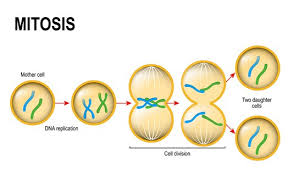 MITOSIS
Mother cell
DNA replication
Cell division
Two daughter
cells